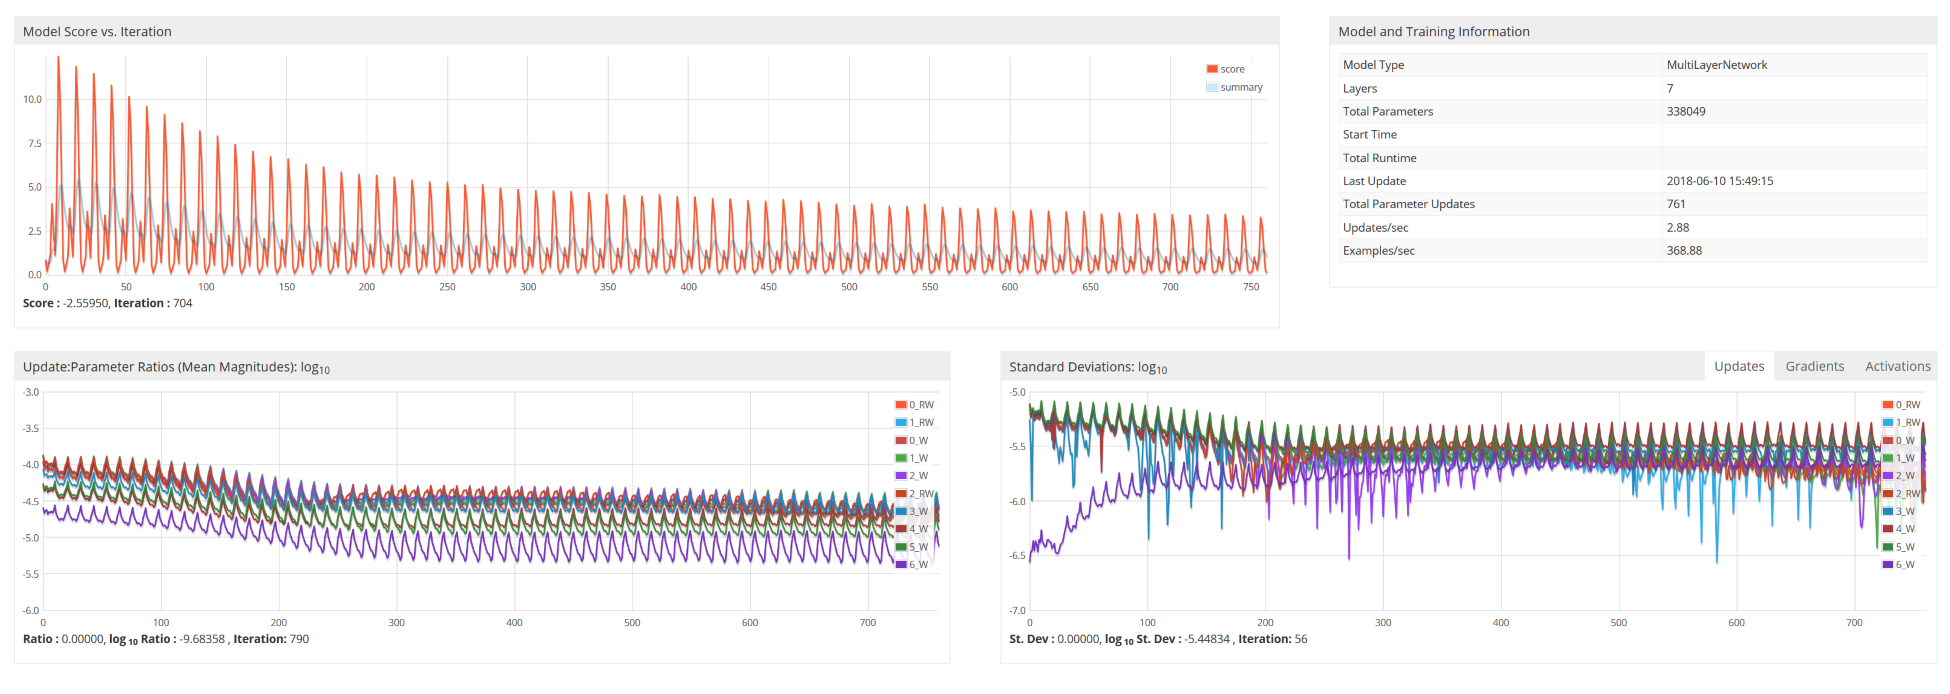 Model Score vs. Iteration
score
summary
10.0
7.5
5.0
2.5
0.0
0 50 100 150 200 250 300 350 400 450 500 550 600 650 700 750
Score : -2.55950, Iteration : 704
Model and Training Information
Model Type MultiLayerNetwork
Layers 7
Total Parameters 338049
Start Time
Total Runtime
Last Update 2018-06-10 15:49:15
Total Parameter Updates 761
Updates/sec 2.88
Examples/sec 368.88
Update:Parameter Ratios (Mean Magnitudes): log10
-3.0
-3.5
-4.0
-4.5
-5.0
-5.5
-6.0
0_RW
1_RW
0_W
1_W
2_W
2_RW
3_W
4_W
5_W
6_W
0 100 200 300 400 500 600 700
Ratio : 0.00000, log 10 Ratio : -9.68358 , Iteration: 790
Standard Deviations: log10 Updates Gradients Activations
-5.0
-5.5
-6.0
-6.5
-7.0
0_RW
1_RW
0_W
1_W
2_W
2_RW
3_W
4_W
5_W
6_W
0 100 200 300 400 500 600 700
St. Dev : 0.00000, log 10 St. Dev : -5.44834 , Iteration: 56